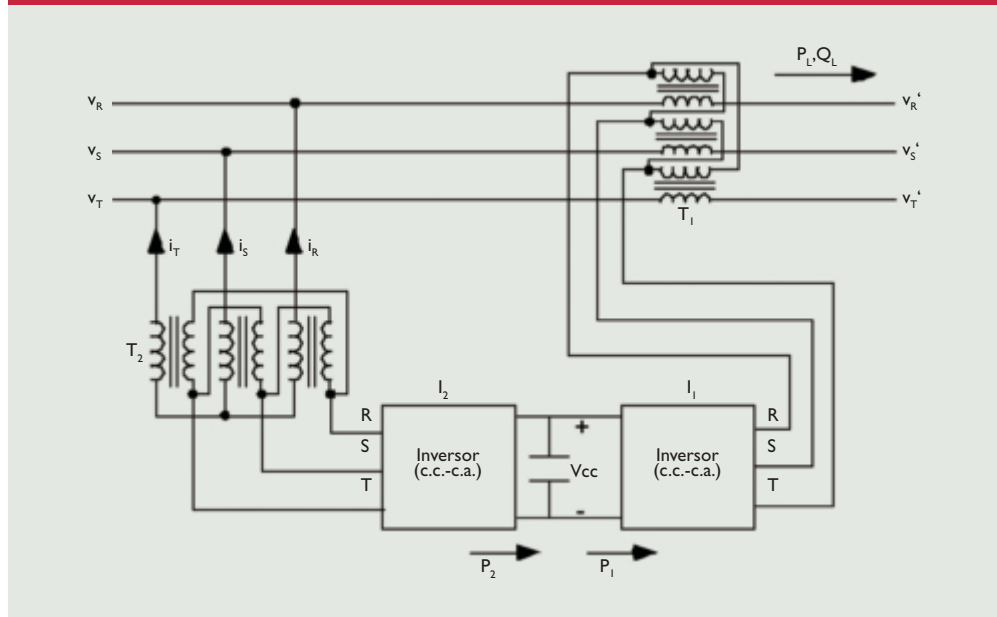 P_L,Q_L
v_R
v_R‘
v_S
v_S‘
v_T
v_T‘
T_1
i_T
i_S
i_R
T_2
I_2
I_1
R
S
T
Inversor
(c.c.-c.a.)
+
Vcc
-
Inversor
(c.c.-c.a.)
R
S
T
P_2
P_1